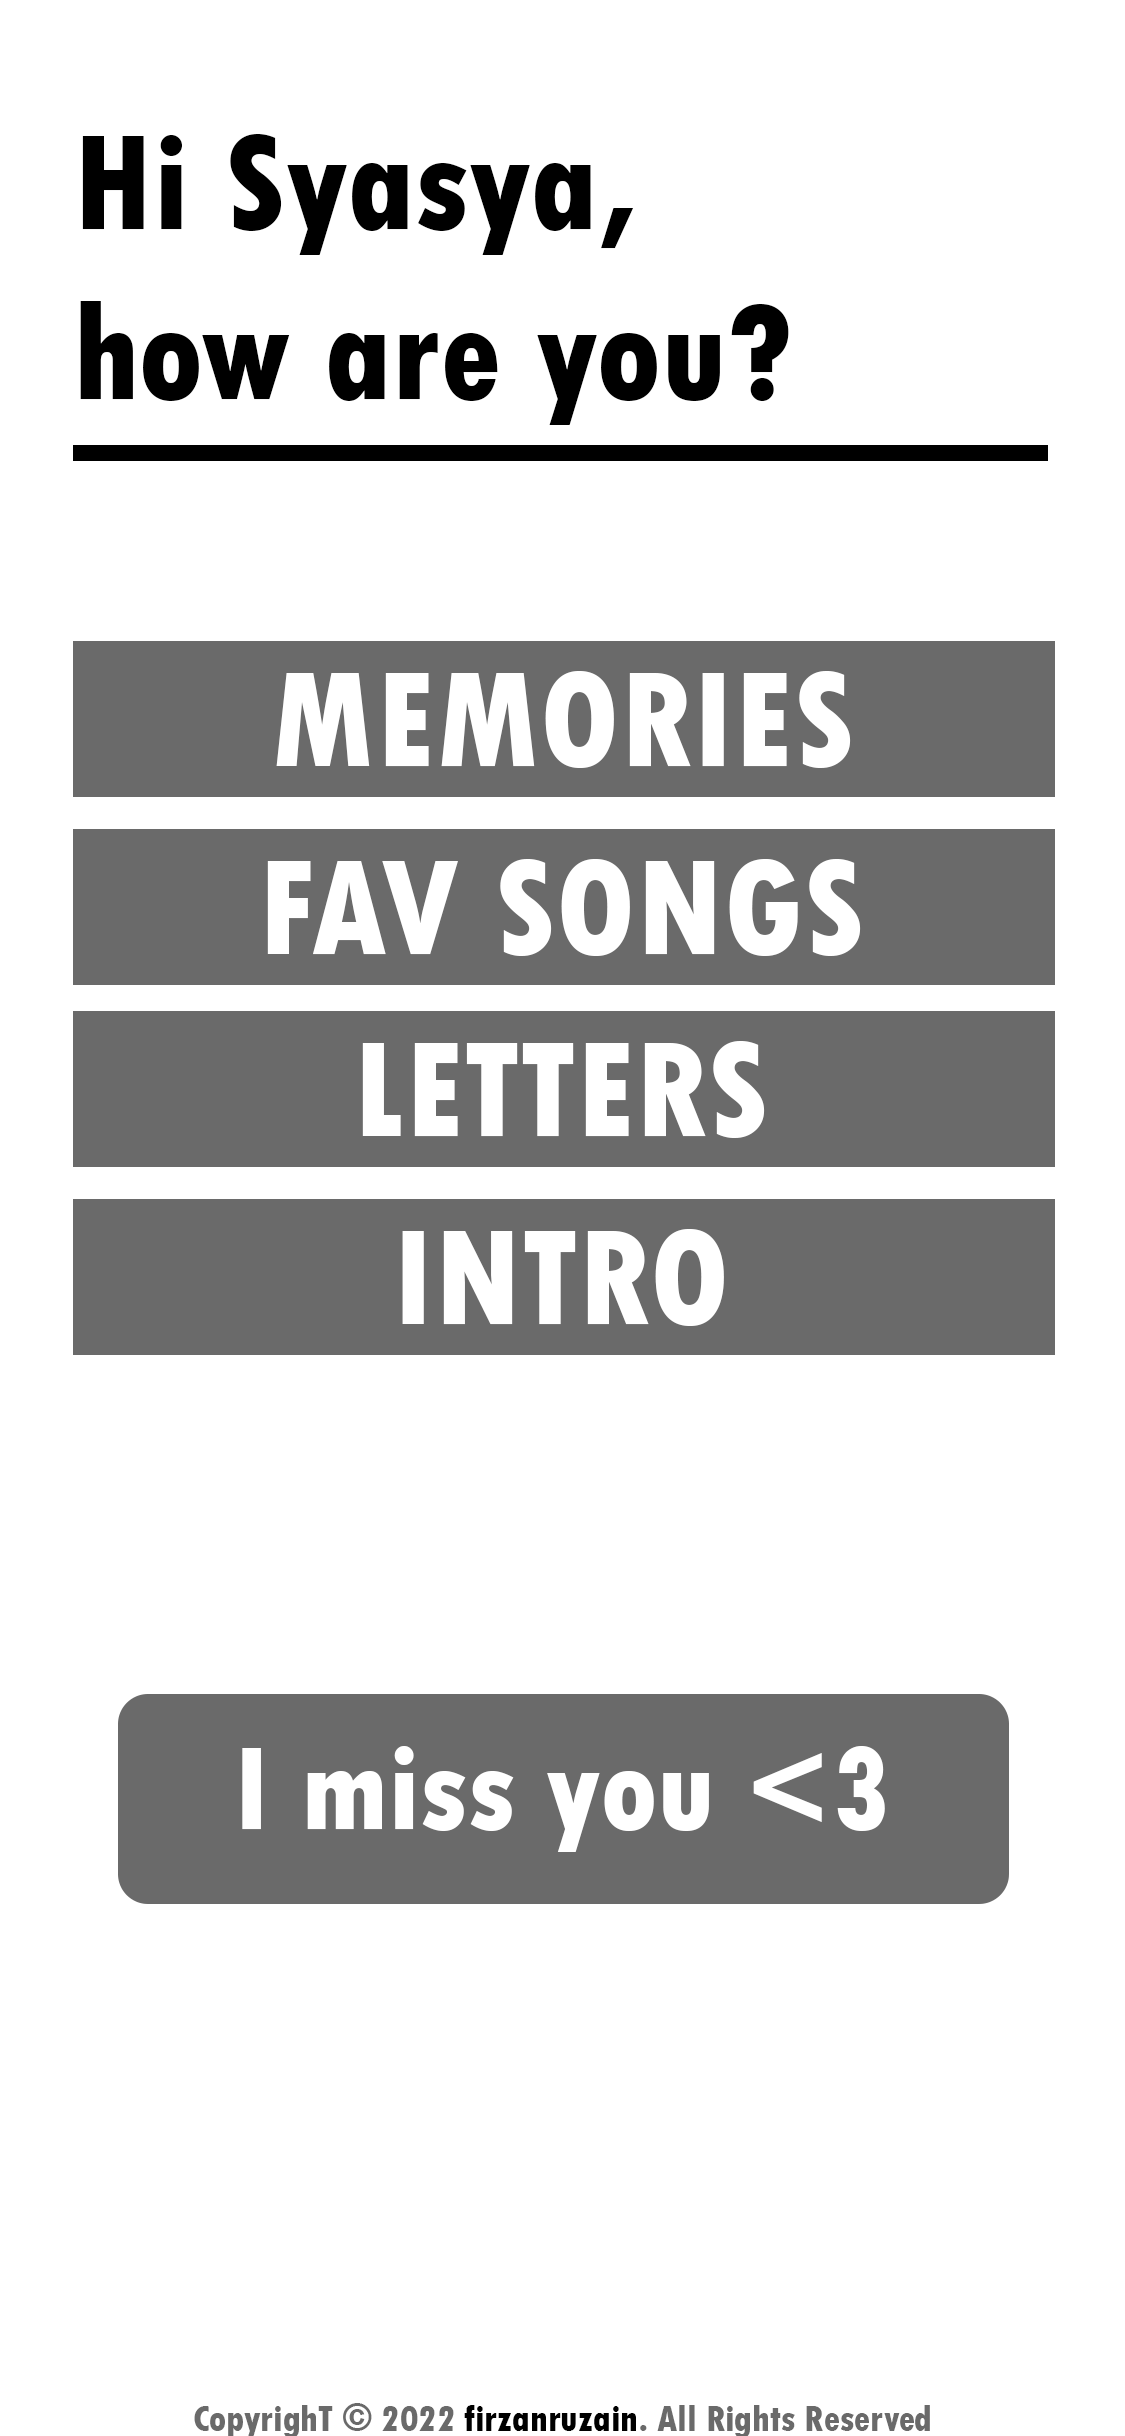 Hi Syasya,
how are you?
MEMORIES
FAV SONGS
LETTERS
INTRO
I miss you <3
CopyrighT © 2022 firzanruzain. All Rights Reserved